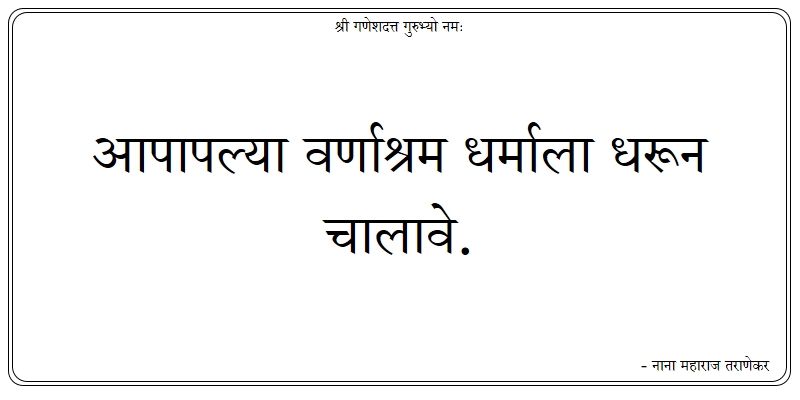 श्री गणेशदत्त गुरुभ्यो नमः
आपापल्या वर्णाश्रम धर्माला धरून
चालावे.
- नाना महाराज तराणेकर